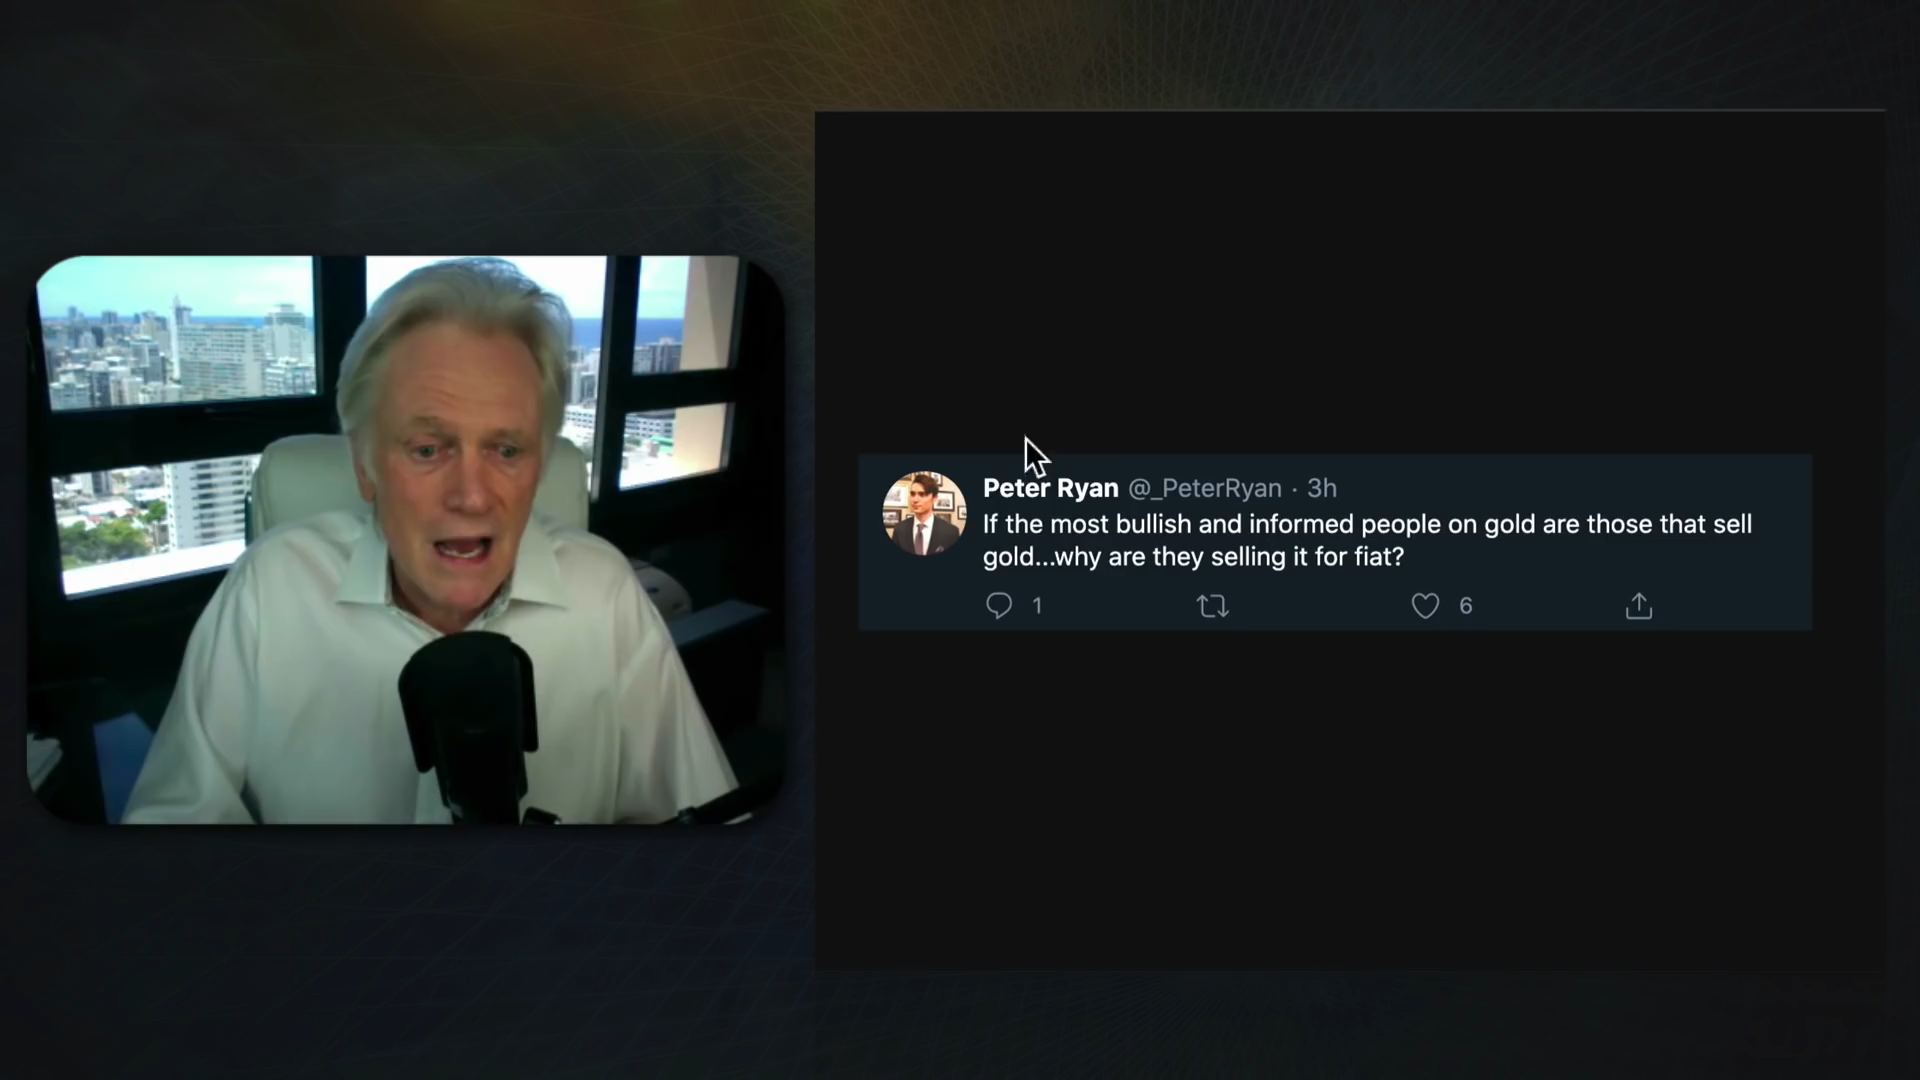 Peter Ryan @_PeterRyan · 3h
If the most bullish and informed people on gold are those that sell
gold...why are they selling it for fiat?
1 6